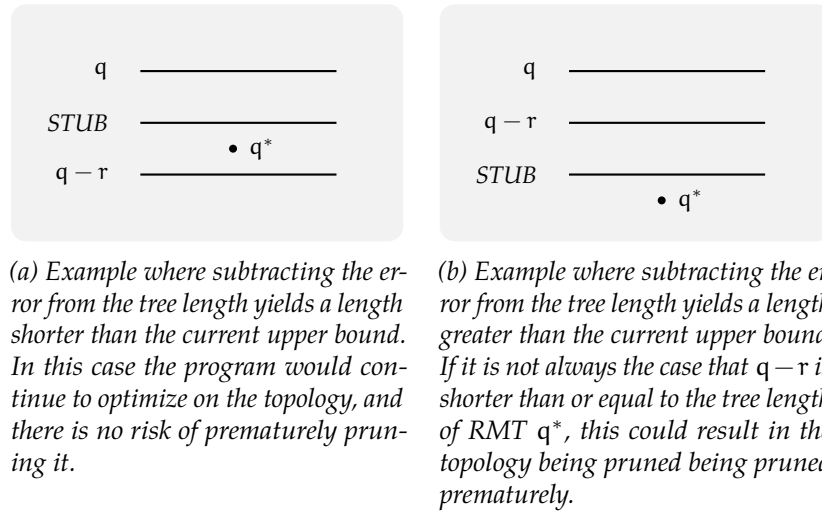 q
STUB
q* 
q − r
(a) Example where subtracting the er-
ror from the tree length yields a length
shorter than the current upper bound.
In this case the program would con-
tinue to optimize on the topology, and
there is no risk of prematurely prun-
ing it.
q
q − r
STUB
q*
(b) Example where subtracting the er
ror from the tree length yields a length
greater than the current upper bound
If it is not always the case that q − r i
shorter than or equal to the tree length
of RMT q*, this could result in the
topology being pruned being pruned
prematurely.